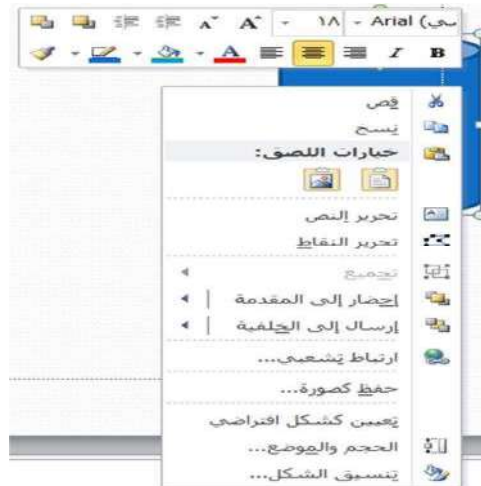 Arial (سي ١٨ A A
B I A
قص
نسخ
خيارات اللصق:
تحرير النص
تحرير النقاط
تجميع
إحضار إلى المقدمة
إرسال إلى الخلفية
ارتباط تشعبي...
حفظ كصورة...
تعيين كشكل افتراضي
الحجم والموضع...
تنسيق الشكل...